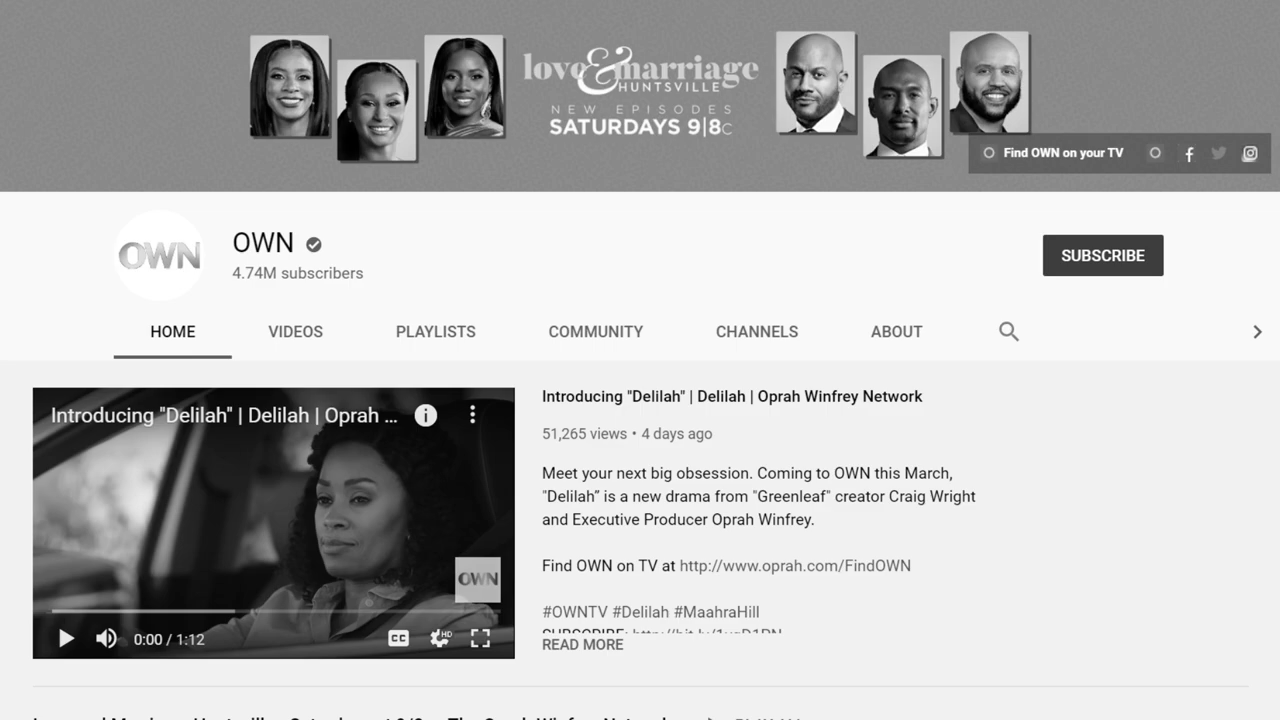 love & marriage
HUNTSVILLE
NEW EPISODES
SATURDAYS 9|8C
Find OWN on your TV
OWN
OWN
4.74M subscribers
SUBSCRIBE
HOME VIDEOS PLAYLISTS COMMUNITY CHANNELS ABOUT
Introducing "Delilah" | Delilah | Oprah ...
OWN
0:00 / 1:12
CC
HD
Introducing "Delilah" | Delilah | Oprah Winfrey Network
51,265 views • 4 days ago
Meet your next big obsession. Coming to OWN this March,
"Delilah" is a new drama from "Greenleaf" creator Craig Wright
and Executive Producer Oprah Winfrey.
Find OWN on TV at http://www.oprah.com/FindOWN
#OWNTV #Delilah #MaahraHill
READ MORE